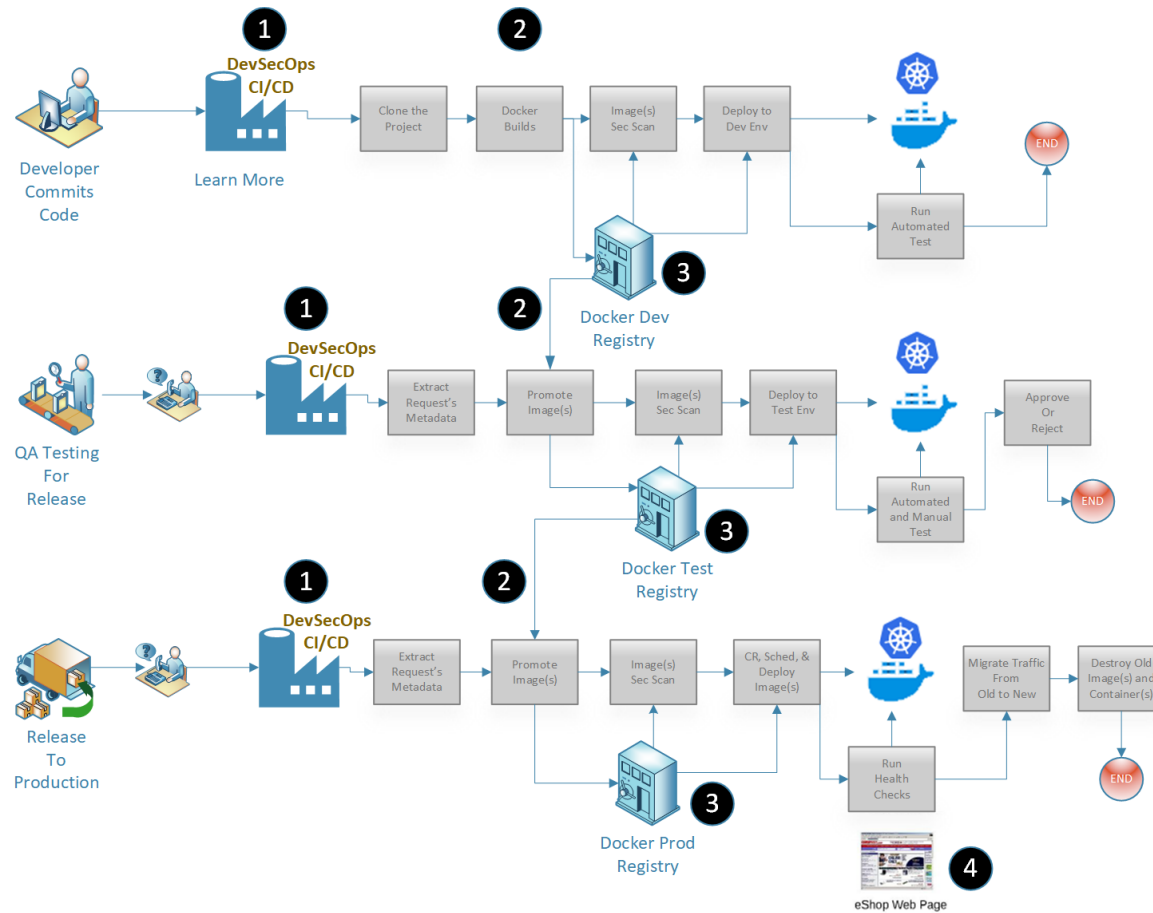 1
2
DevSecOps
CI/CD
Clone the
Project
Docker
Builds
Image(s)
Sec Scan
Deploy to
Dev Env
END
Developer
Commits
Code
Learn More
Run
Automated
Test
3
Docker Dev
Registry
1
2
DevSecOps
CI/CD
Extract
Request's
Metadata
Promote
Image(s)
Image(s)
Sec Scan
Deploy to
Test Env
Approve
Or
Reject
?
QA Testing
For
Release
Run
Automated
and Manual
Test
END
3
Docker Test
Registry
1
2
DevSecOps
CI/CD
Extract
Request's
Metadata
Promote
Image(s)
Image(s)
Sec Scan
CR, Sched, &
Deploy
Image(s)
Migrate Traffic
From
Old to New
Destroy Old
Image(s) and
Container(s)
?
Release
To
Production
Run
Health
Checks
END
3
Docker Prod
Registry
4
eShop Web Page